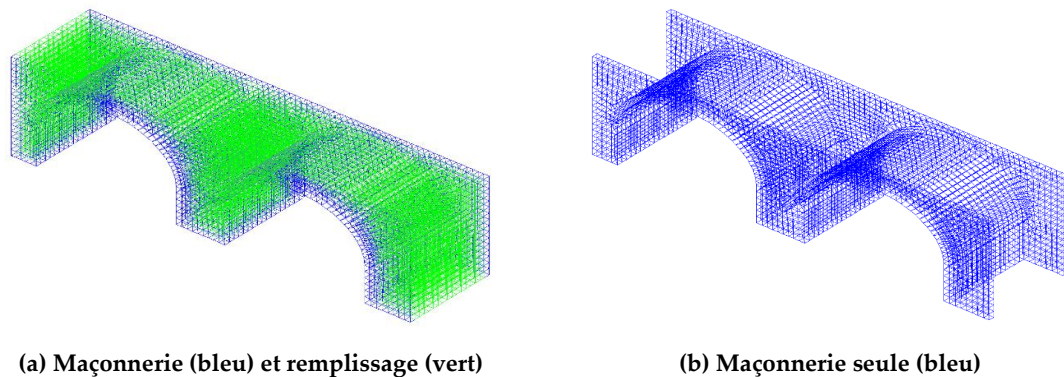 (a) Maçonnerie (bleu) et remplissage (vert)
(b) Maçonnerie seule (bleu)